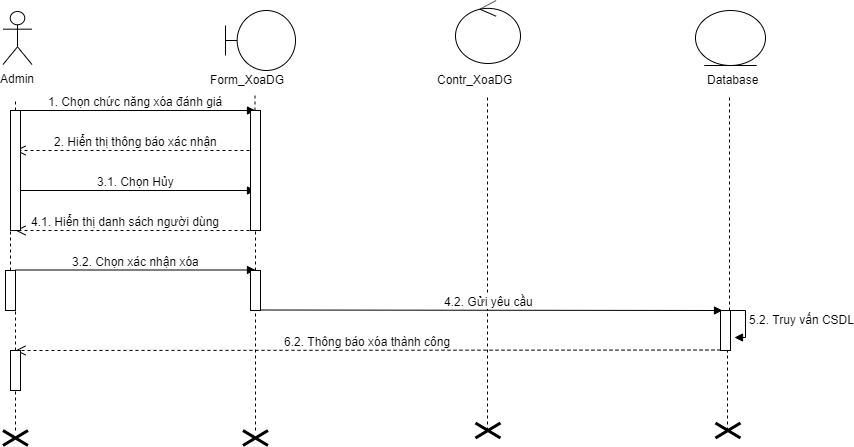 Admin
Form_XoaDG
Contr_XoaDG
Database
1. Chọn chức năng xóa đánh giá
2. Hiển thị thông báo xác nhận
3.1. Chọn Hủy
4.1. Hiển thị danh sách người dùng
3.2. Chọn xác nhận xóa
4.2. Gửi yêu cầu
5.2. Truy vấn CSDL
6.2. Thông báo xóa thành công